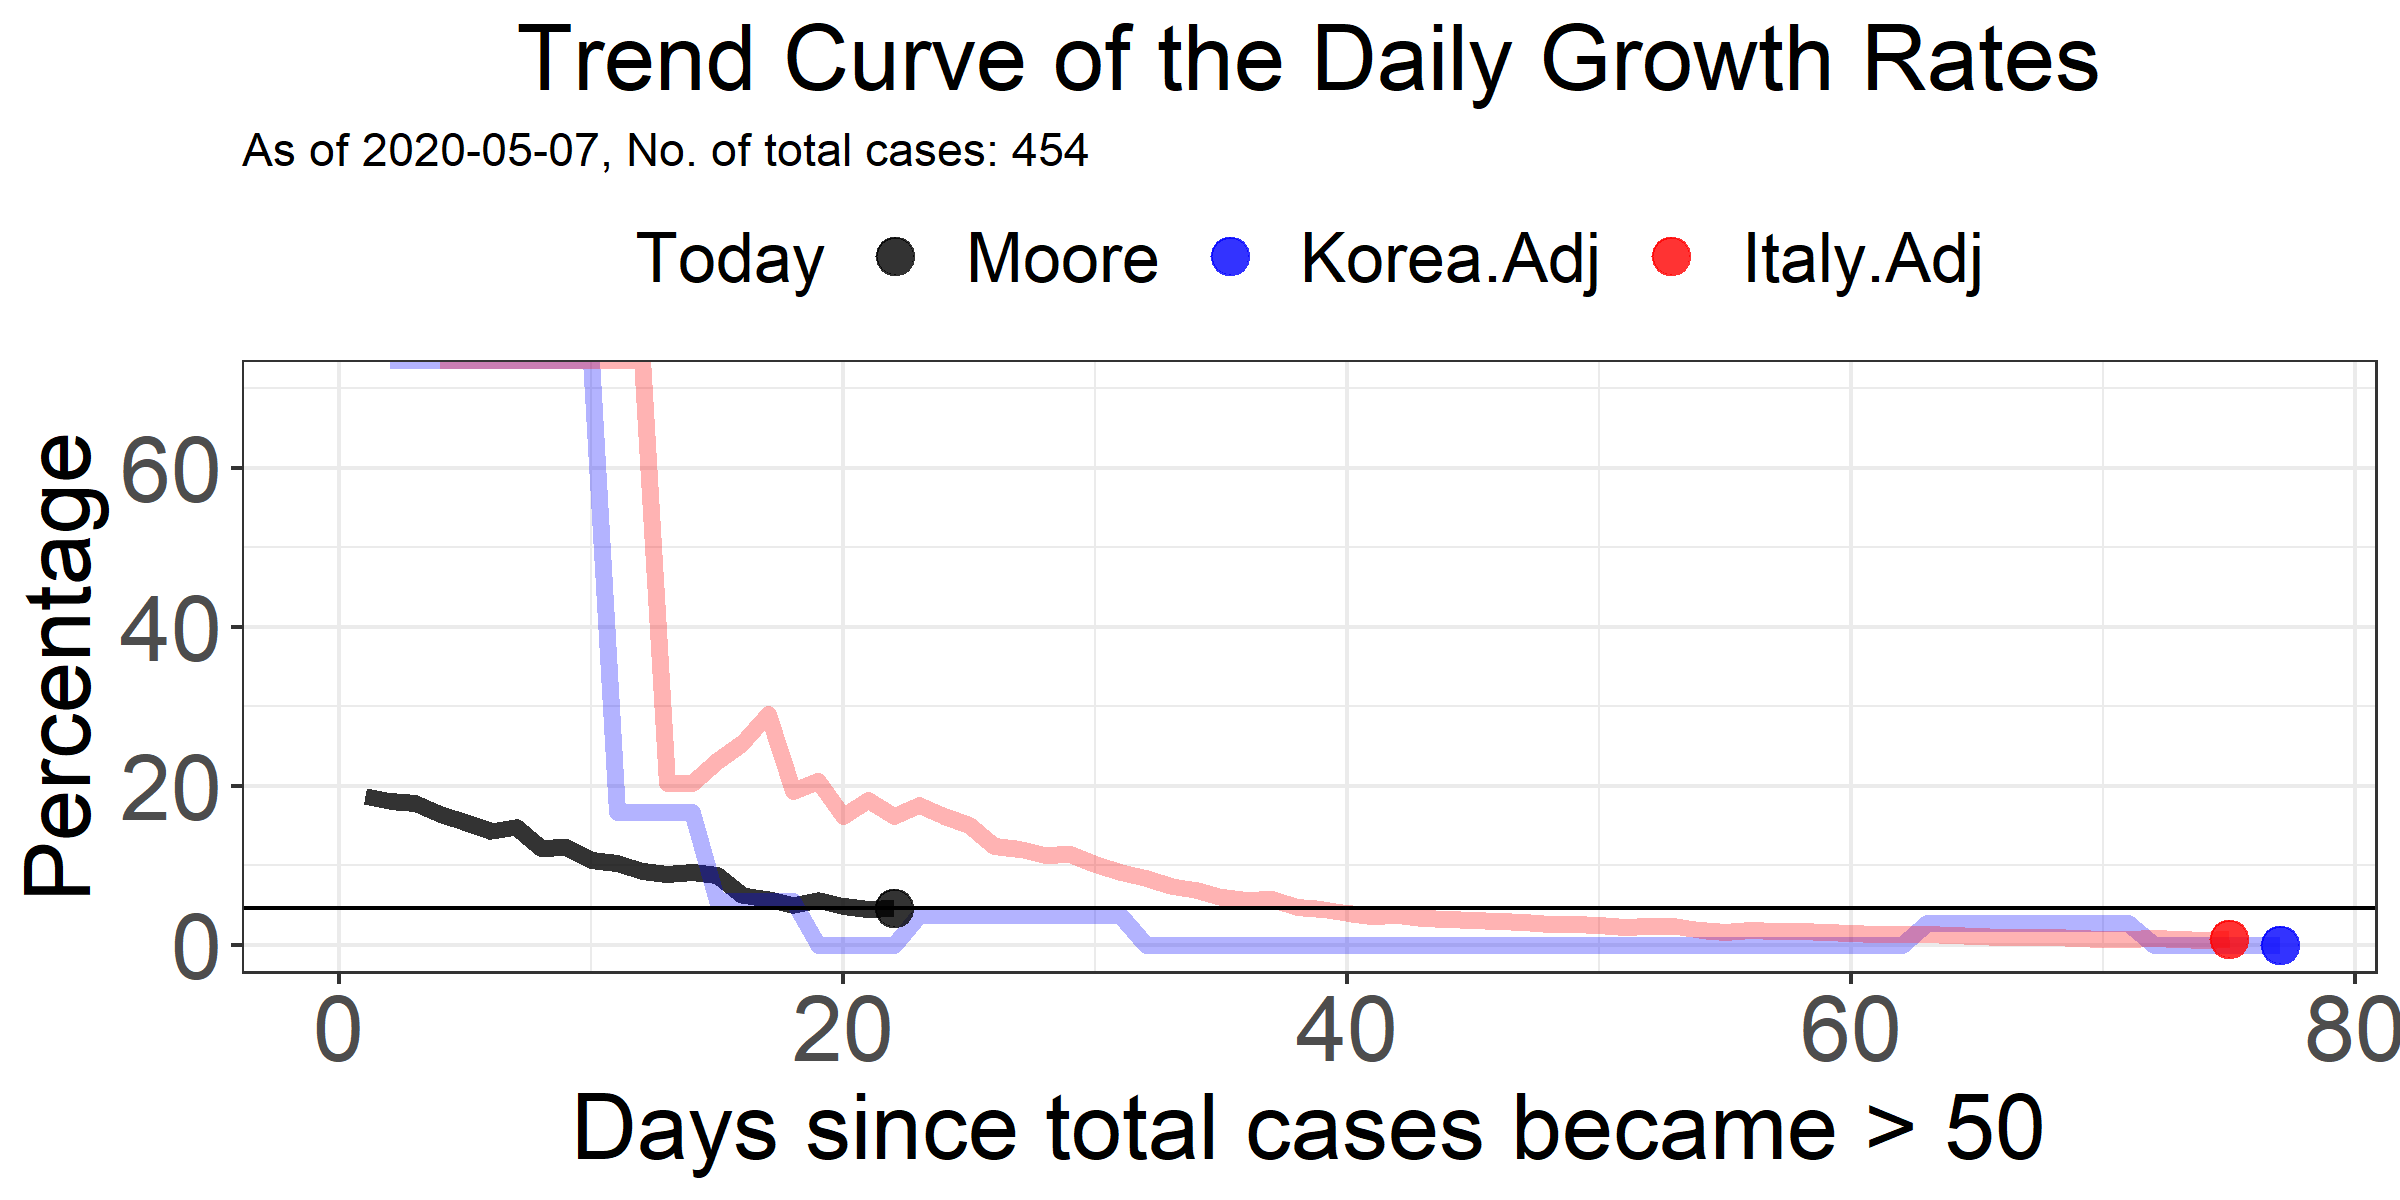 Trend Curve of the Daily Growth Rates
As of 2020-05-07, No. of total cases: 454
Today Moore Korea.Adj Italy.Adj
Percentage
60
40
20
0
0 20 40 60 80
Days since total cases became > 50